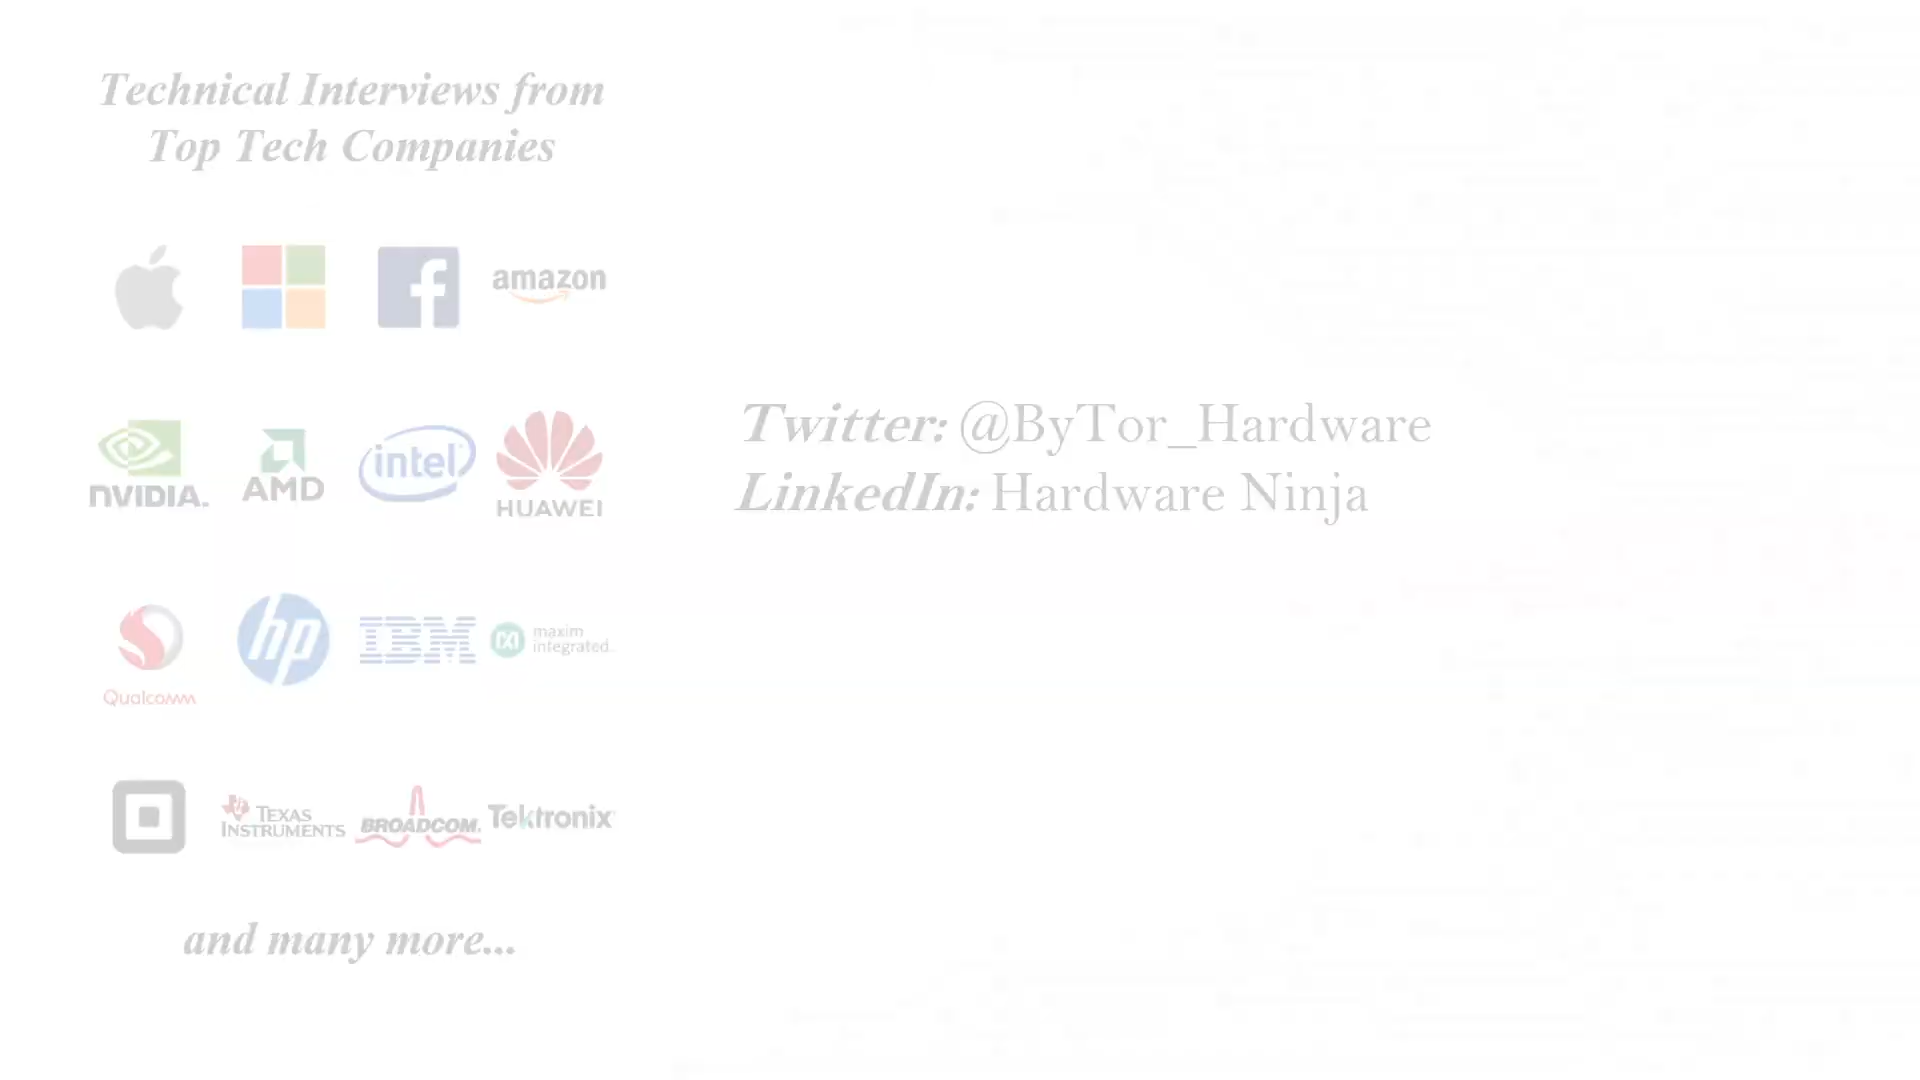 Technical Interviews from
Top Tech Companies
amazon
nVIDIA.
AMD
intel
HUAWEI
Qualcomm
hp
IBM
maxim
integrated.
TEXAS
INSTRUMENTS
BROADCOM.
Tektronix
and many more...
Twitter: @ByTor_Hardware
LinkedIn: Hardware Ninja